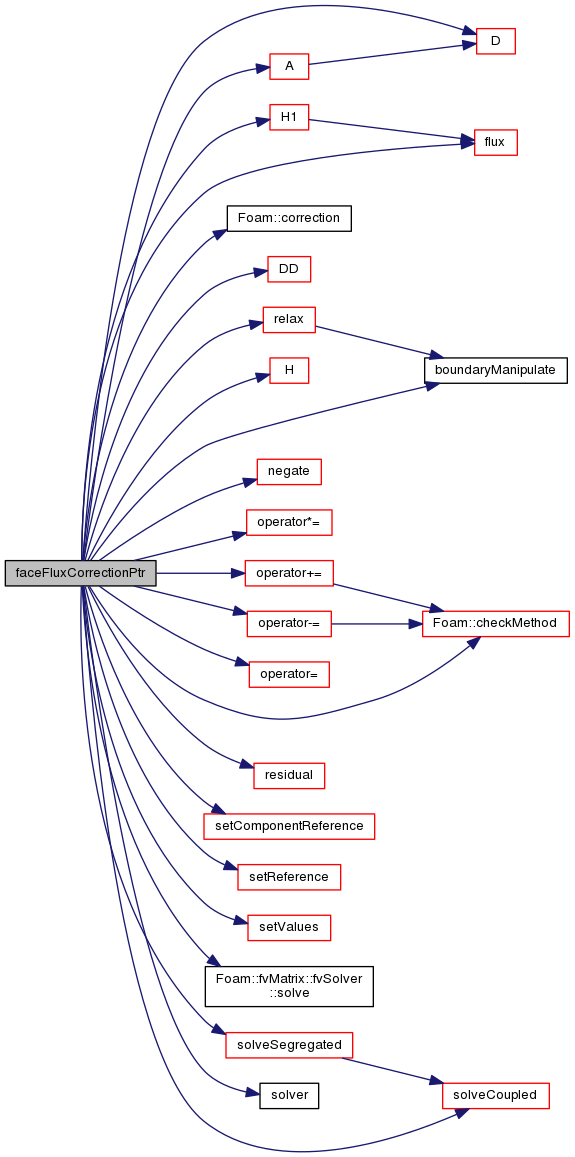 D
A
H1
flux
Foam::correction
DD
relax
H
boundaryManipulate
negate
operator*=
faceFluxCorrectionPtr
operator+=
operator-=
Foam::checkMethod
operator=
residual
setComponentReference
setReference
setValues
Foam::fvMatrix::fvSolver
::solve
solveSegregated
solver
solveCoupled